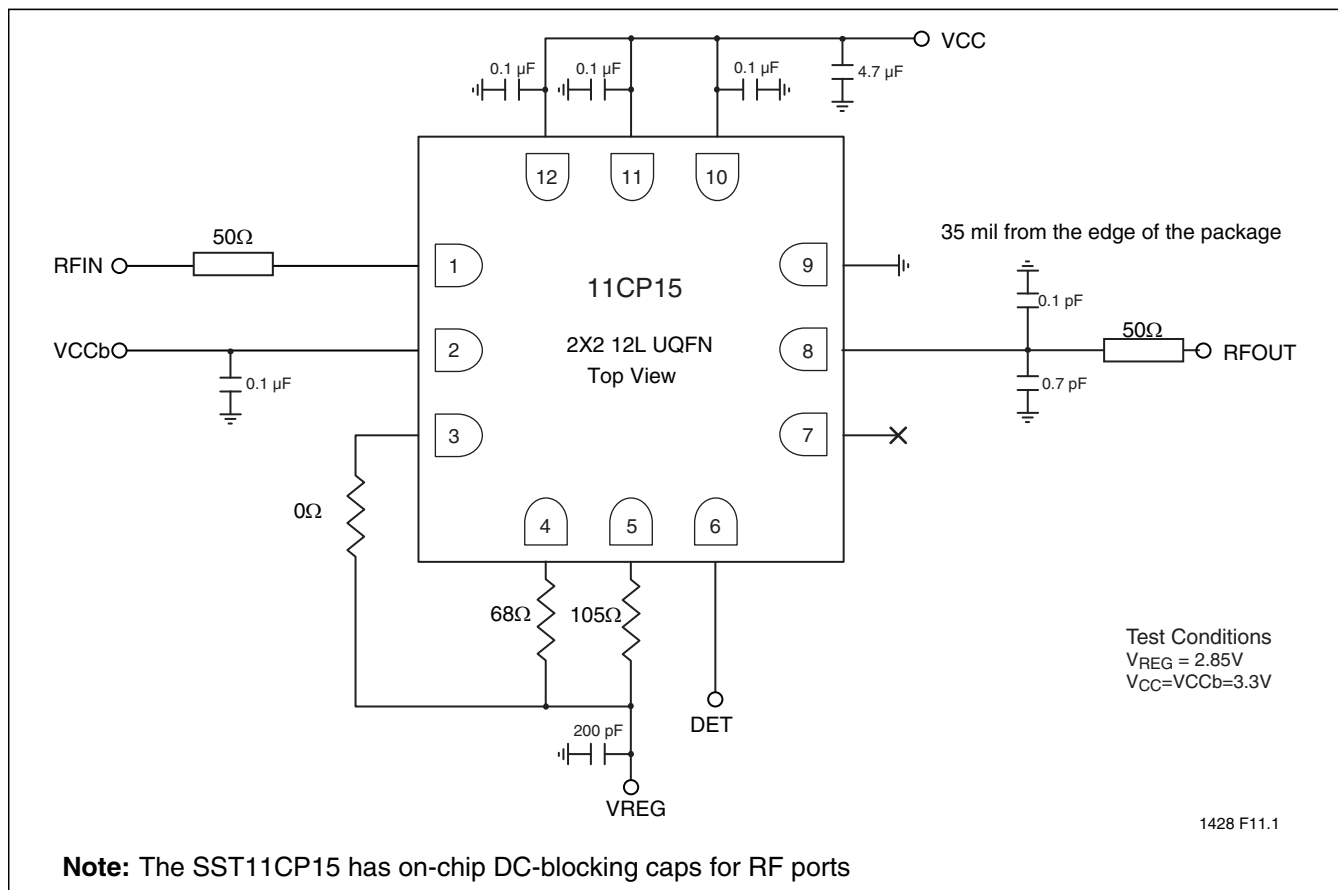 VCC
0.1 µF
0.1 µF
0.1 µF
4.7 µF
12
11
10
50Ω
35 mil from the edge of the package
RFIN
1
9
11CP15
0.1 pF
50Ω
VCCb
2
2X2 12L UQFN
8
RFOUT
Top View
0.1 µF
0.7 pF
3
7
0Ω
4
5
6
68Ω
105Ω
Test Conditions
VREG = 2.85V
VCC=VCCb=3.3V
DET
200 pF
VREG
1428 F11.1
Note: The SST11CP15 has on-chip DC-blocking caps for RF ports